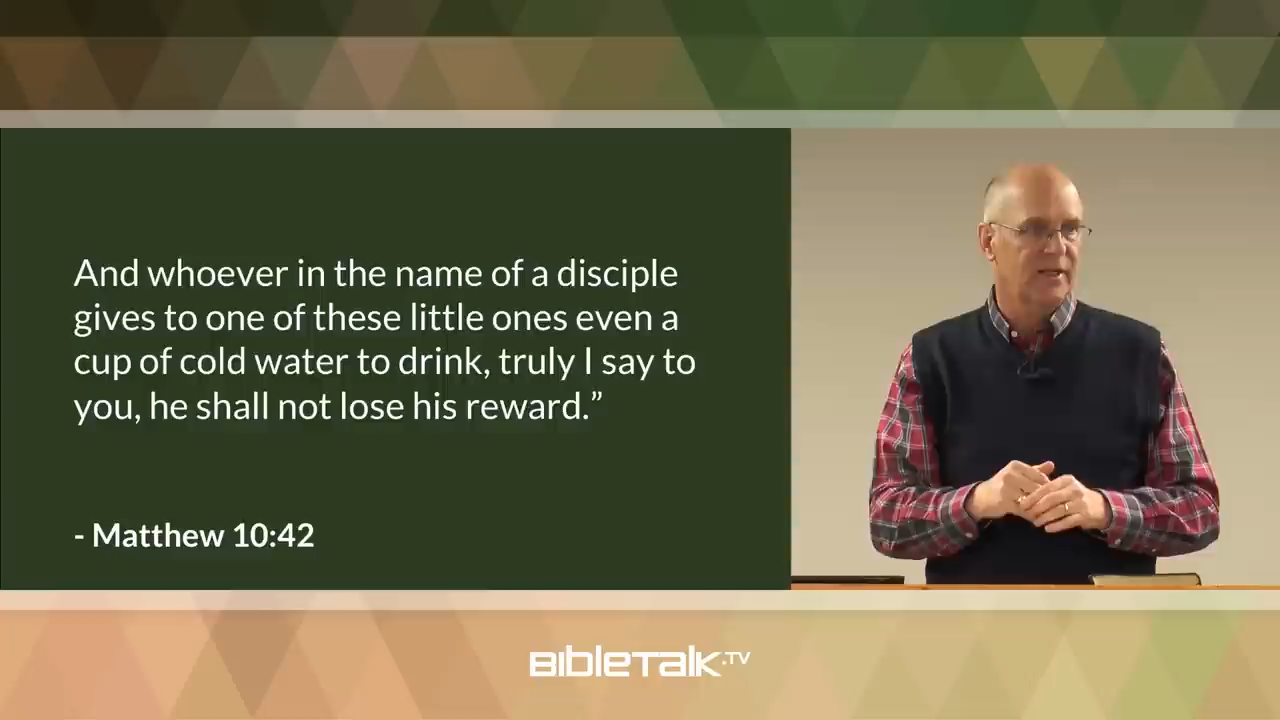 And whoever in the name of a disciple
gives to one of these little ones even a
cup of cold water to drink, truly I say to
you, he shall not lose his reward.”
- Matthew 10:42
BIBLETALK.TV